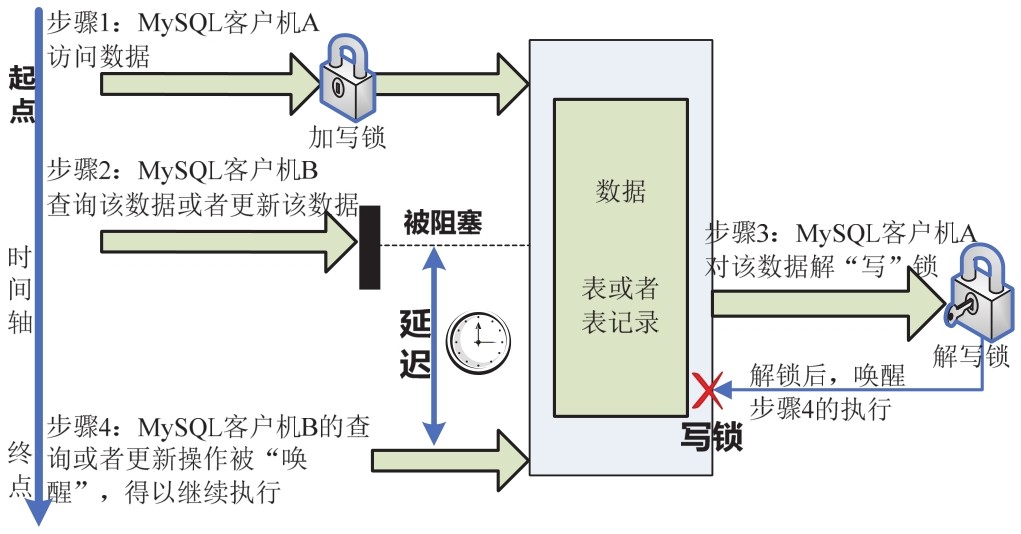 步骤1：MySQL客户机A
访问数据
起
点
加写锁
步骤2：MySQL客户机B
查询该数据或者更新该数据
被阻塞
数据
表或者
表记录
时
间
轴
延
迟
步骤3：MySQL客户机A
对该数据解“写”锁
解写锁
解锁后，唤醒
步骤4的执行
写锁
步骤4：MySQL客户机B的查
询或者更新操作被“唤
醒”，得以继续执行
终
点